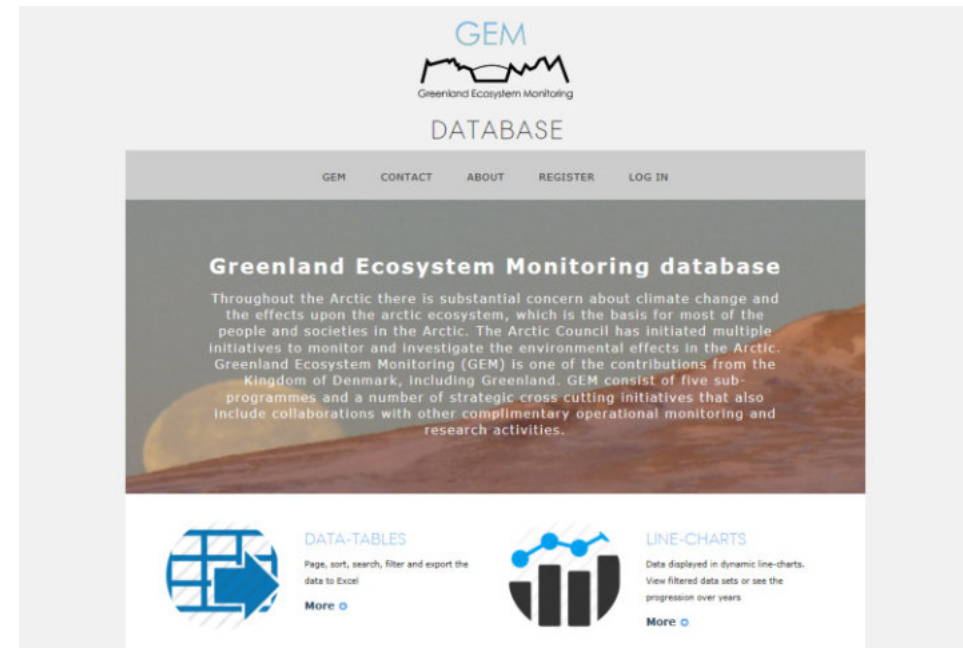 GEM
Greenland Ecosystem Monitoring
DATABASE
GEM CONTACT ABOUT REGISTER LOG IN
Greenland Ecosystem Monitoring database
Throughout the Arctic there is substantial concern about climate change and
the effects upon the arctic ecosystem, which is the basis for most of the
people and societies in the Arctic. The Arctic Council has initiated multiple
initiatives to monitor and investigate the environmental effects in the Arctic.
Greenland Ecosystem Monitoring (GEM) is one of the contributions from the
Kingdom of Denmark, including Greenland. GEM consist of five sub-
programmes and a number of strategic cross cutting initiatives that also
include collaborations with other complimentary operational monitoring and
research activities.
DATA-TABLES
Page, sort, search, filter and export the
data to Excel
More
LINE-CHARTS
Data displayed in dynamic line-charts.
View filtered data sets or see the
progression over years
More